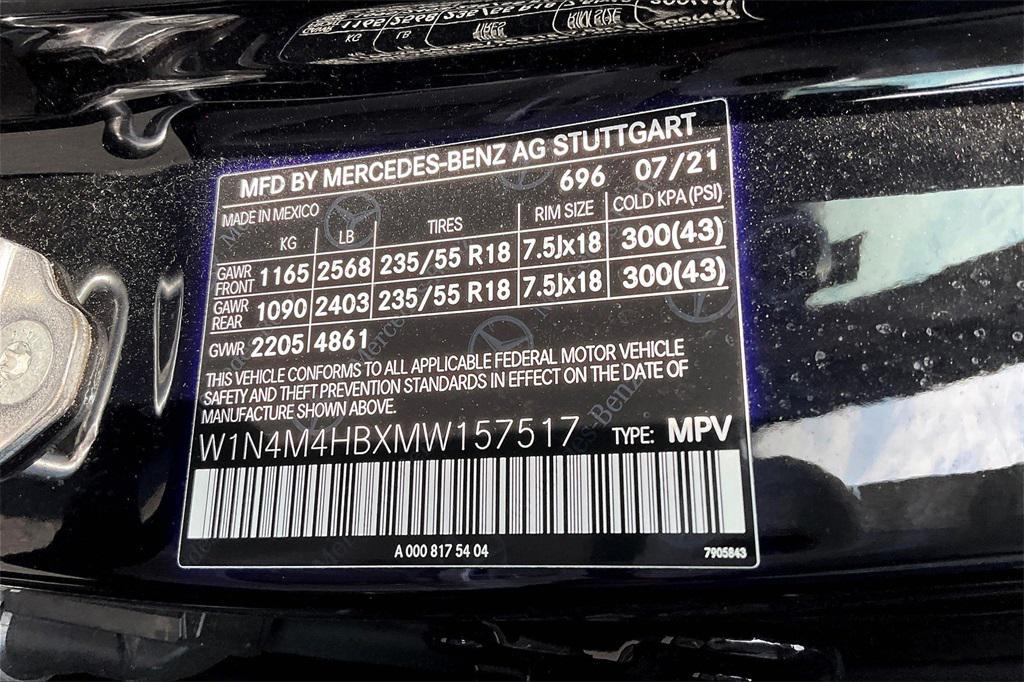 MFD BY MERCEDES-BENZ AG STUTTGART
696 07/21
MADE IN MEXICO
KG LB TIRES RIM SIZE COLD KPA (PSI)
GAWR FRONT 1165 2568 235/55 R18 7.5Jx18 300(43)
GAWR REAR 1090 2403 235/55 R18 7.5Jx18 300(43)
GVWR 2205 4861
THIS VEHICLE CONFORMS TO ALL APPLICABLE FEDERAL MOTOR VEHICLE
SAFETY AND THEFT PREVENTION STANDARDS IN EFFECT ON THE DATE OF
MANUFACTURE SHOWN ABOVE.
W1N4M4HBXMW157517 TYPE: MPV
A 000 817 54 04 7905843